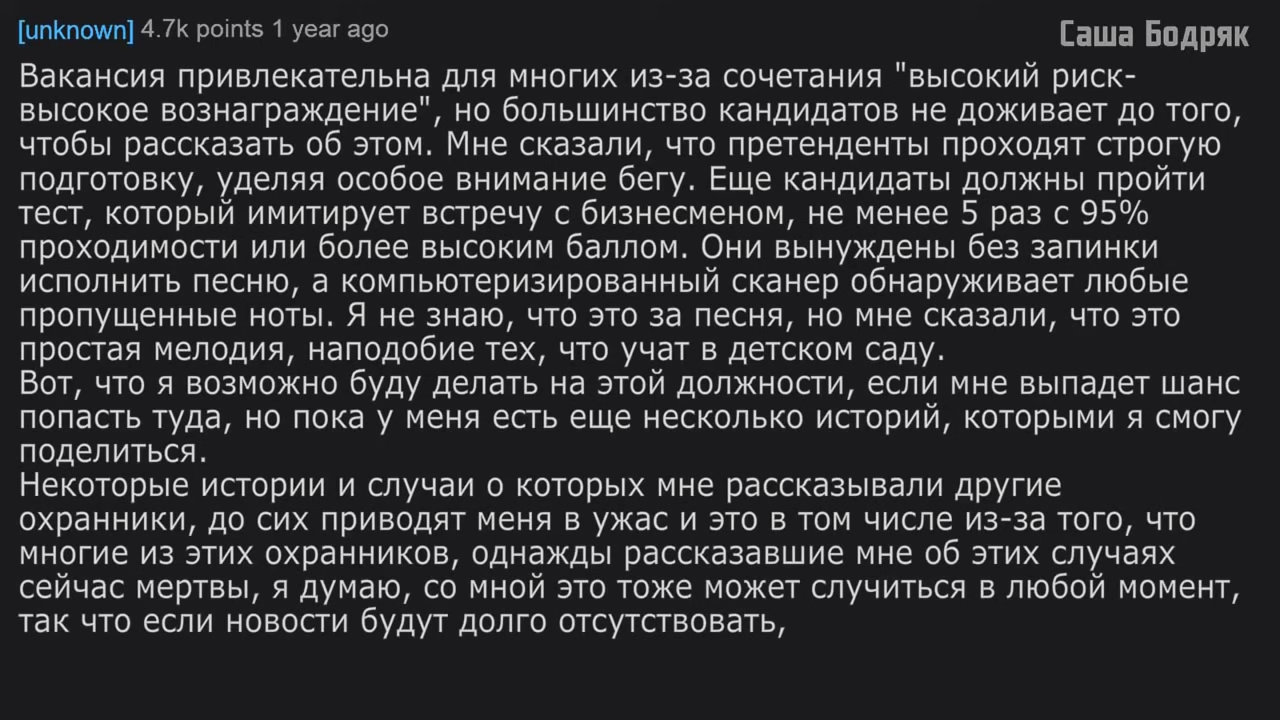 [unknown] 4.7k points 1 year ago
Саша Бодряк
Вакансия привлекательна для многих из-за сочетания "высокий риск-
высокое вознаграждение", но большинство кандидатов не доживает до того,
чтобы рассказать об этом. Мне сказали, что претенденты проходят строгую
подготовку, уделяя особое внимание бегу. Еще кандидаты должны пройти
тест, который имитирует встречу с бизнесменом, не менее 5 раз с 95%
проходимости или более высоким баллом. Они вынуждены без запинки
исполнить песню, а компьютеризированный сканер обнаруживает любые
пропущенные ноты. Я не знаю, что это за песня, но мне сказали, что это
простая мелодия, наподобие тех, что учат в детском саду.
Вот, что я возможно буду делать на этой должности, если мне выпадет шанс
попасть туда, но пока у меня есть еще несколько историй, которыми я смогу
поделиться.
Некоторые истории и случаи о которых мне рассказывали другие
охранники, до сих приводят меня в ужас и это в том числе из-за того, что
многие из этих охранников, однажды рассказавшие мне об этих случаях
сейчас мертвы, я думаю, со мной это тоже может случиться в любой момент,
так что если новости будут долго отсутствовать,